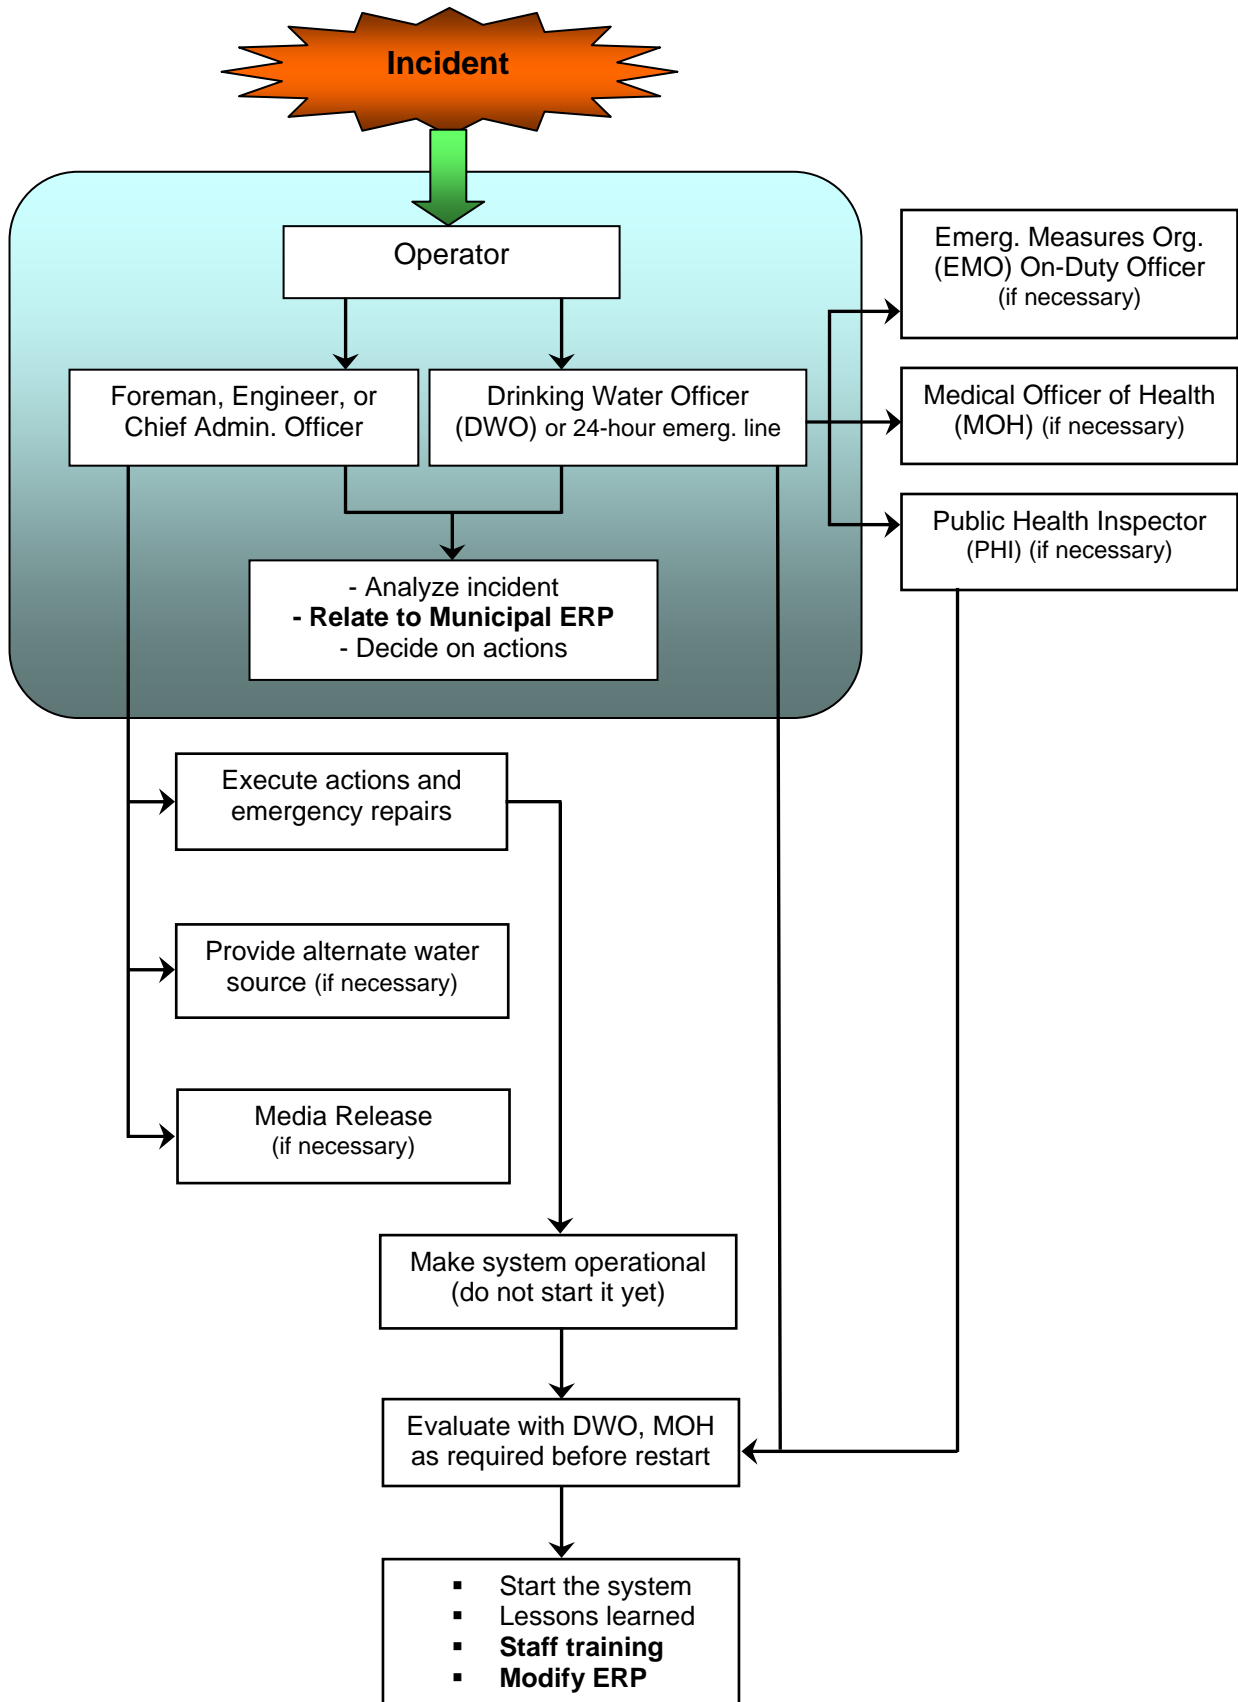 Incident
Operator
Emerg. Measures Org.
(EMO) On-Duty Officer
(if necessary)
Foreman, Engineer, or
Chief Admin. Officer
Drinking Water Officer
(DWO) or 24-hour emerg. line
Medical Officer of Health
(MOH) (if necessary)
Public Health Inspector
(PHI) (if necessary)
- Analyze incident
- Relate to Municipal ERP
- Decide on actions
Execute actions and
emergency repairs
Provide alternate water
source (if necessary)
Media Release
(if necessary)
Make system operational
(do not start it yet)
Evaluate with DWO, MOH
as required before restart
▪ Start the system
▪ Lessons learned
▪ Staff training
▪ Modify ERP